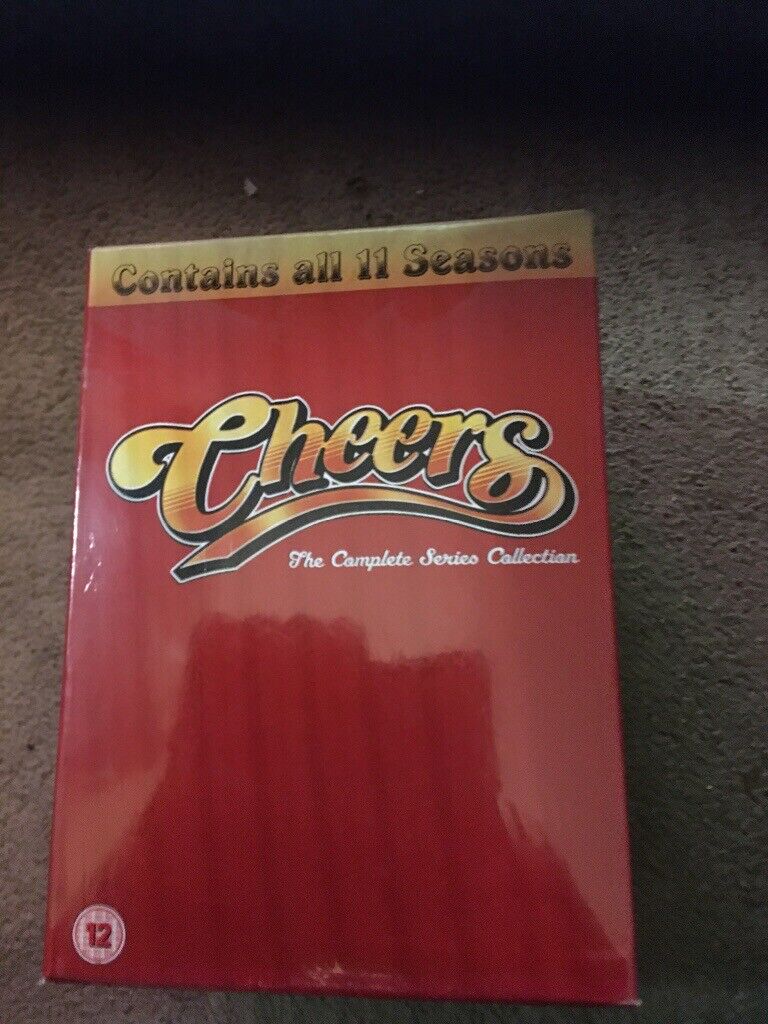 Contains all 11 Seasons
Cheers
The Complete Series Collection
12